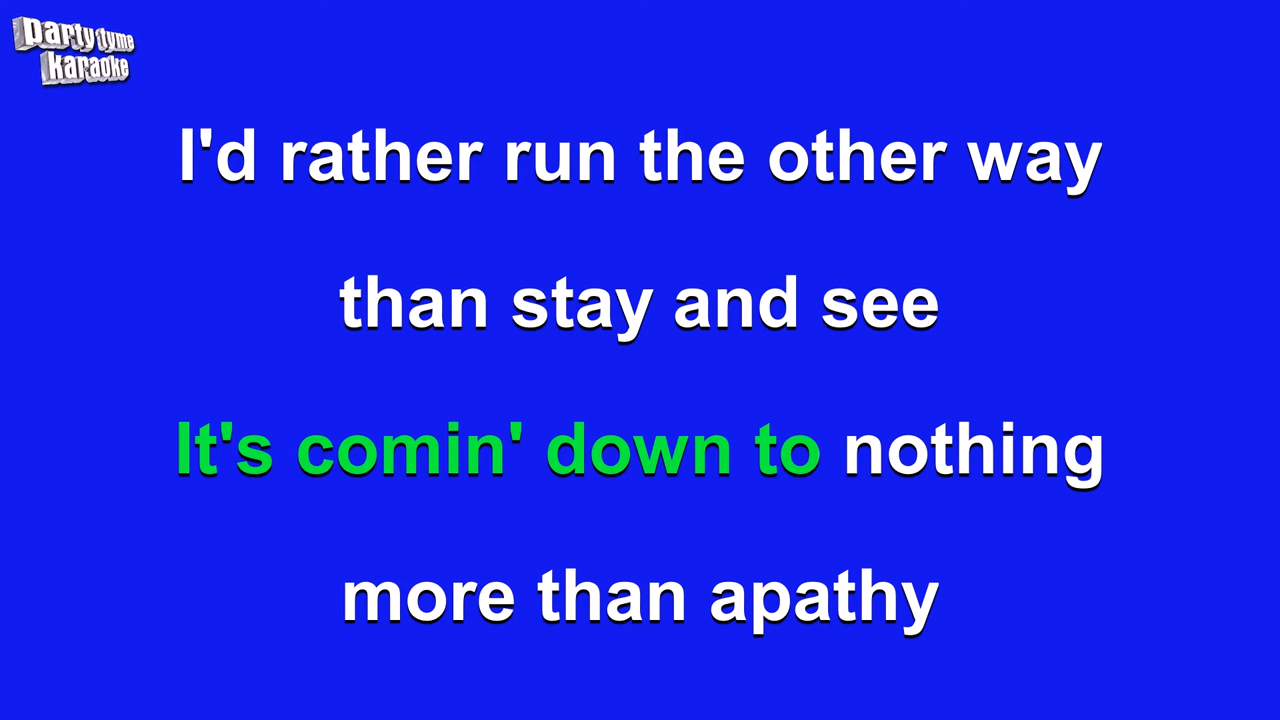 party tyme
karaoke
I'd rather run the other way
than stay and see
It's comin' down to nothing
more than apathy